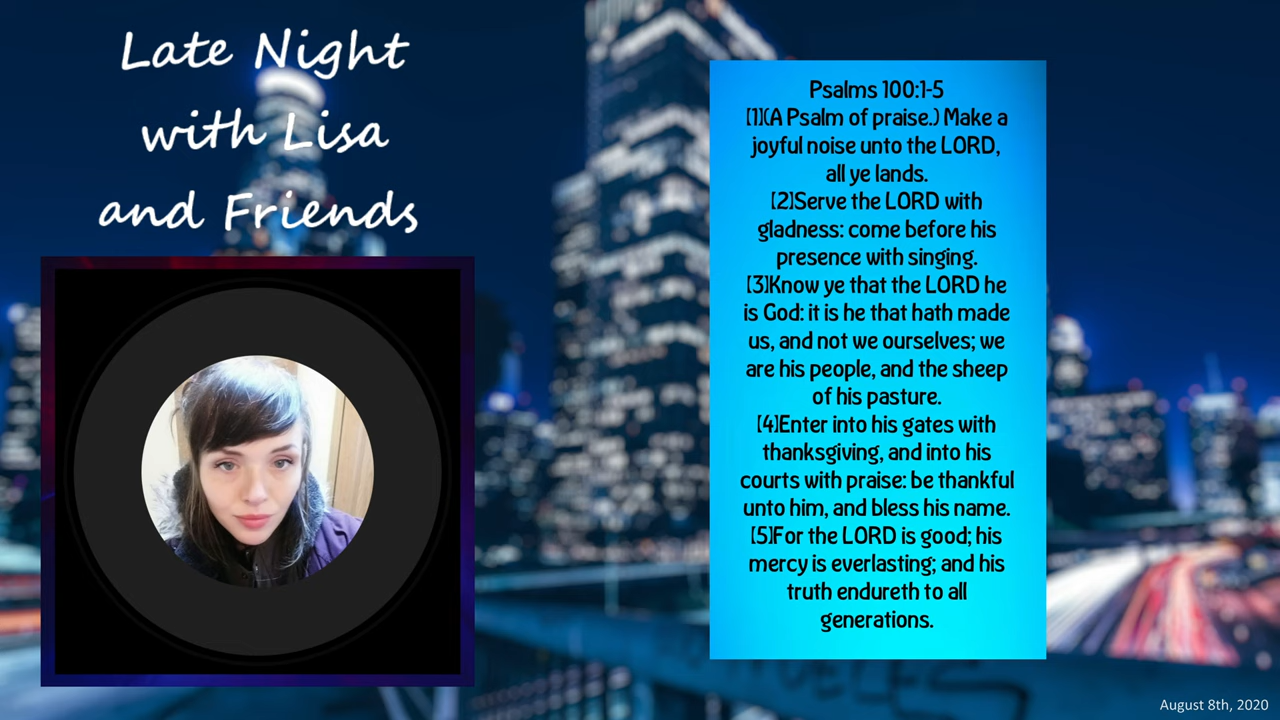 Late Night
with Lisa
and Friends
Psalms 100:1-5
[1](A Psalm of praise.) Make a
joyful noise unto the LORD,
all ye lands.
[2]Serve the LORD with
gladness: come before his
presence with singing.
[3]Know ye that the LORD he
is God: it is he that hath made
us, and not we ourselves; we
are his people, and the sheep
of his pasture.
[4]Enter into his gates with
thanksgiving, and into his
courts with praise: be thankful
unto him, and bless his name.
[5]For the LORD is good; his
mercy is everlasting; and his
truth endureth to all
generations.
August 8th, 2020